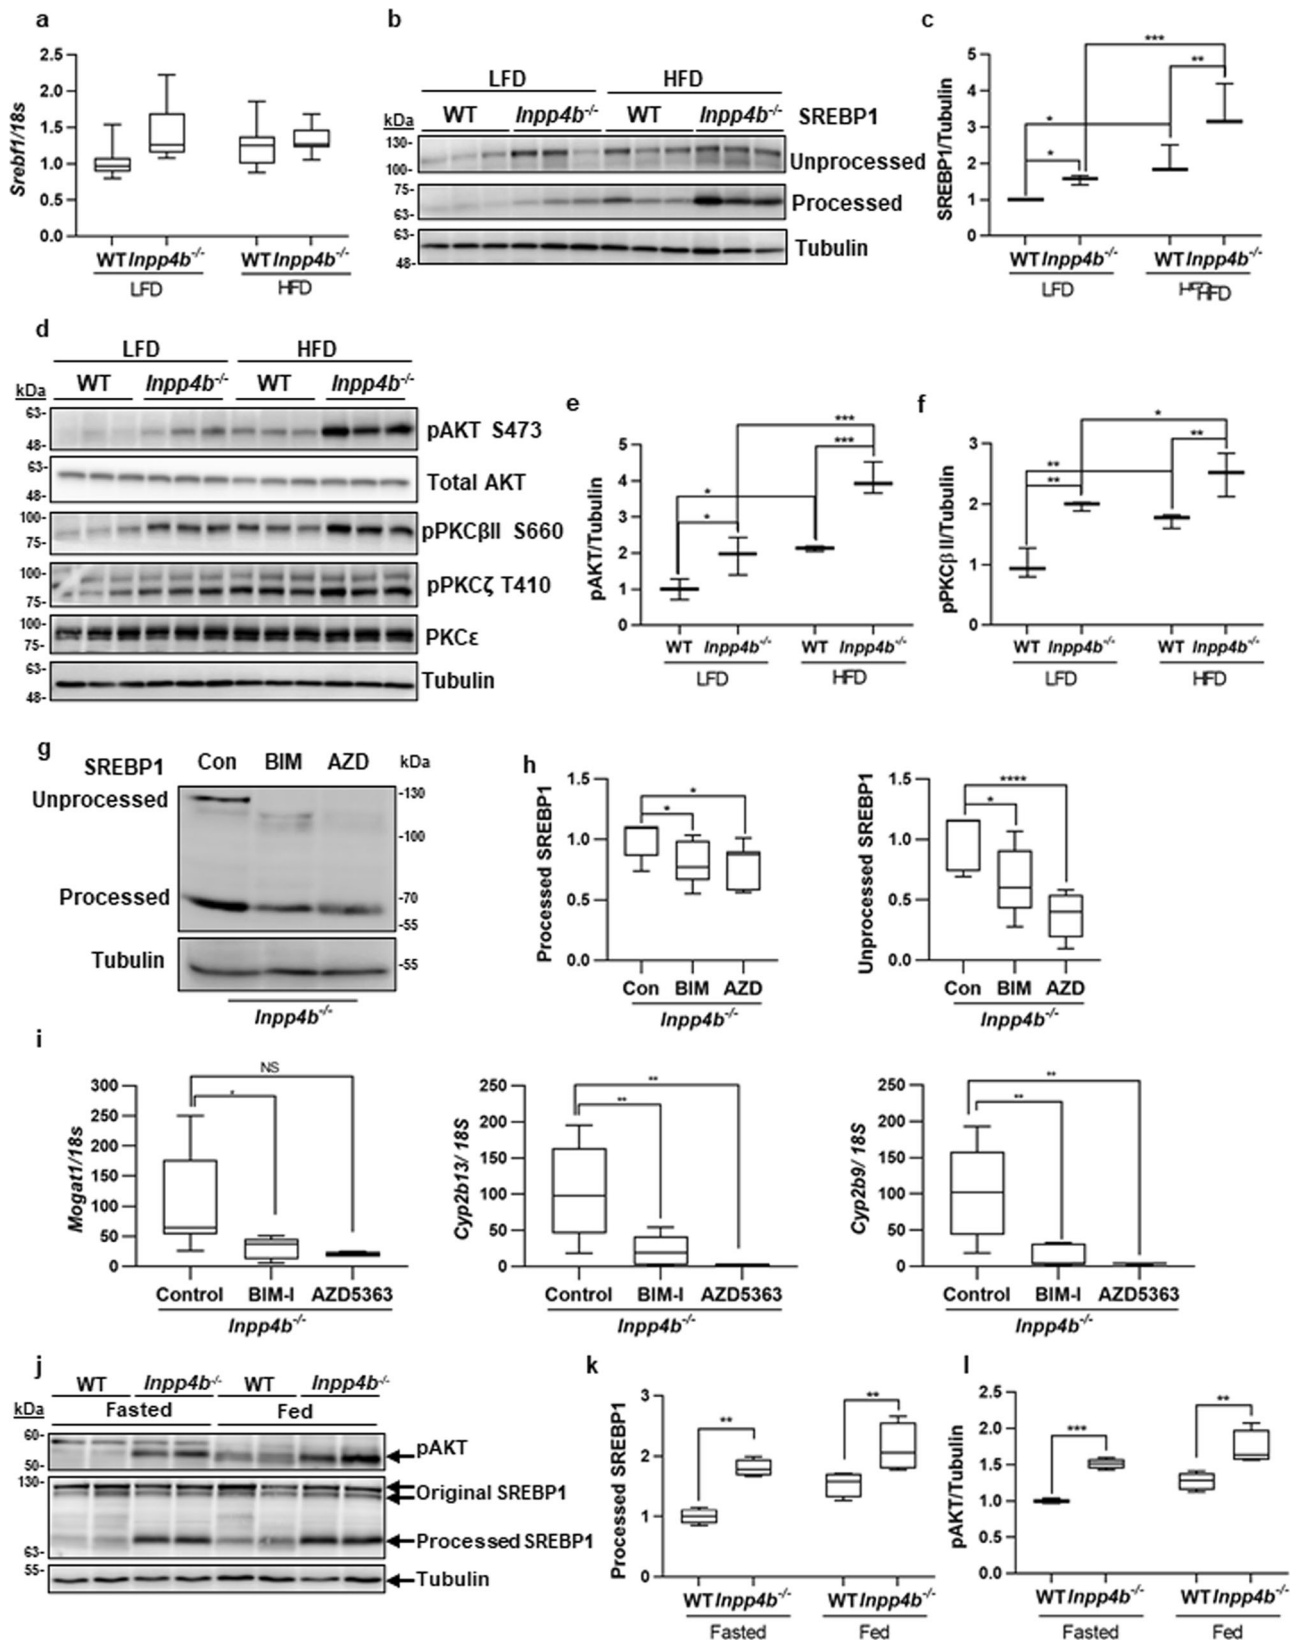 a
2.5
2.0
1.5
1.0
0.5
0.0
Srebf1/18s
WT Inpp4b-/- WT Inpp4b-/-
LFD HFD
b
LFD HFD
kDa WT Inpp4b-/- WT Inpp4b-/- SREBP1
130-
100- Unprocessed
75-
63- Processed
63-
48- Tubulin
c
*** ** * *
5
4
3
2
1
0
SREBP1/Tubulin
WT Inpp4b-/- WT Inpp4b-/-
LFD HFD HFD
d
LFD HFD
kDa WT Inpp4b-/- WT Inpp4b-/-
63-
48- pAKT S473
63-
48- Total AKT
100-
75- pPKCβII S660
100-
75- pPKCζ T410
100-
75- PKCε
63-
48- Tubulin
e
*** *** * *
5
4
3
2
1
0
pAKT/Tubulin
WT Inpp4b-/- WT Inpp4b-/-
LFD HFD
f
* ** ** **
3
2
1
0
pPKCβ II/Tubulin
WT Inpp4b-/- WT Inpp4b-/-
LFD HFD
g
SREBP1 Con BIM AZD kDa
Unprocessed -130
-100
Processed -70
-55
Tubulin -55
Inpp4b-/-
h
* *
1.5
1.0
0.5
0.0
Processed SREBP1
Con BIM AZD
Inpp4b-/-
**** *
1.5
1.0
0.5
0.0
Unprocessed SREBP1
Con BIM AZD
Inpp4b-/-
i
NS *
300
250
200
150
100
50
0
Mogat1/18s
Control BIM-I AZD5363
Inpp4b-/-
** **
250
200
150
100
50
0
Cyp2b13/ 18S
Control BIM-I AZD5363
Inpp4b-/-
** **
250
200
150
100
50
0
Cyp2b9/ 18S
Control BIM-I AZD5363
Inpp4b-/-
j
WT Inpp4b-/- WT Inpp4b-/-
kDa Fasted Fed
60-
50- pAKT
130-
Original SREBP1
Processed SREBP1
63-
55-
Tubulin
k
** **
3
2
1
0
Processed SREBP1
WT Inpp4b-/- WT Inpp4b-/-
Fasted Fed
l
*** **
2.5
2.0
1.5
1.0
0.5
0.0
pAKT/Tubulin
WT Inpp4b-/- WT Inpp4b-/-
Fasted Fed